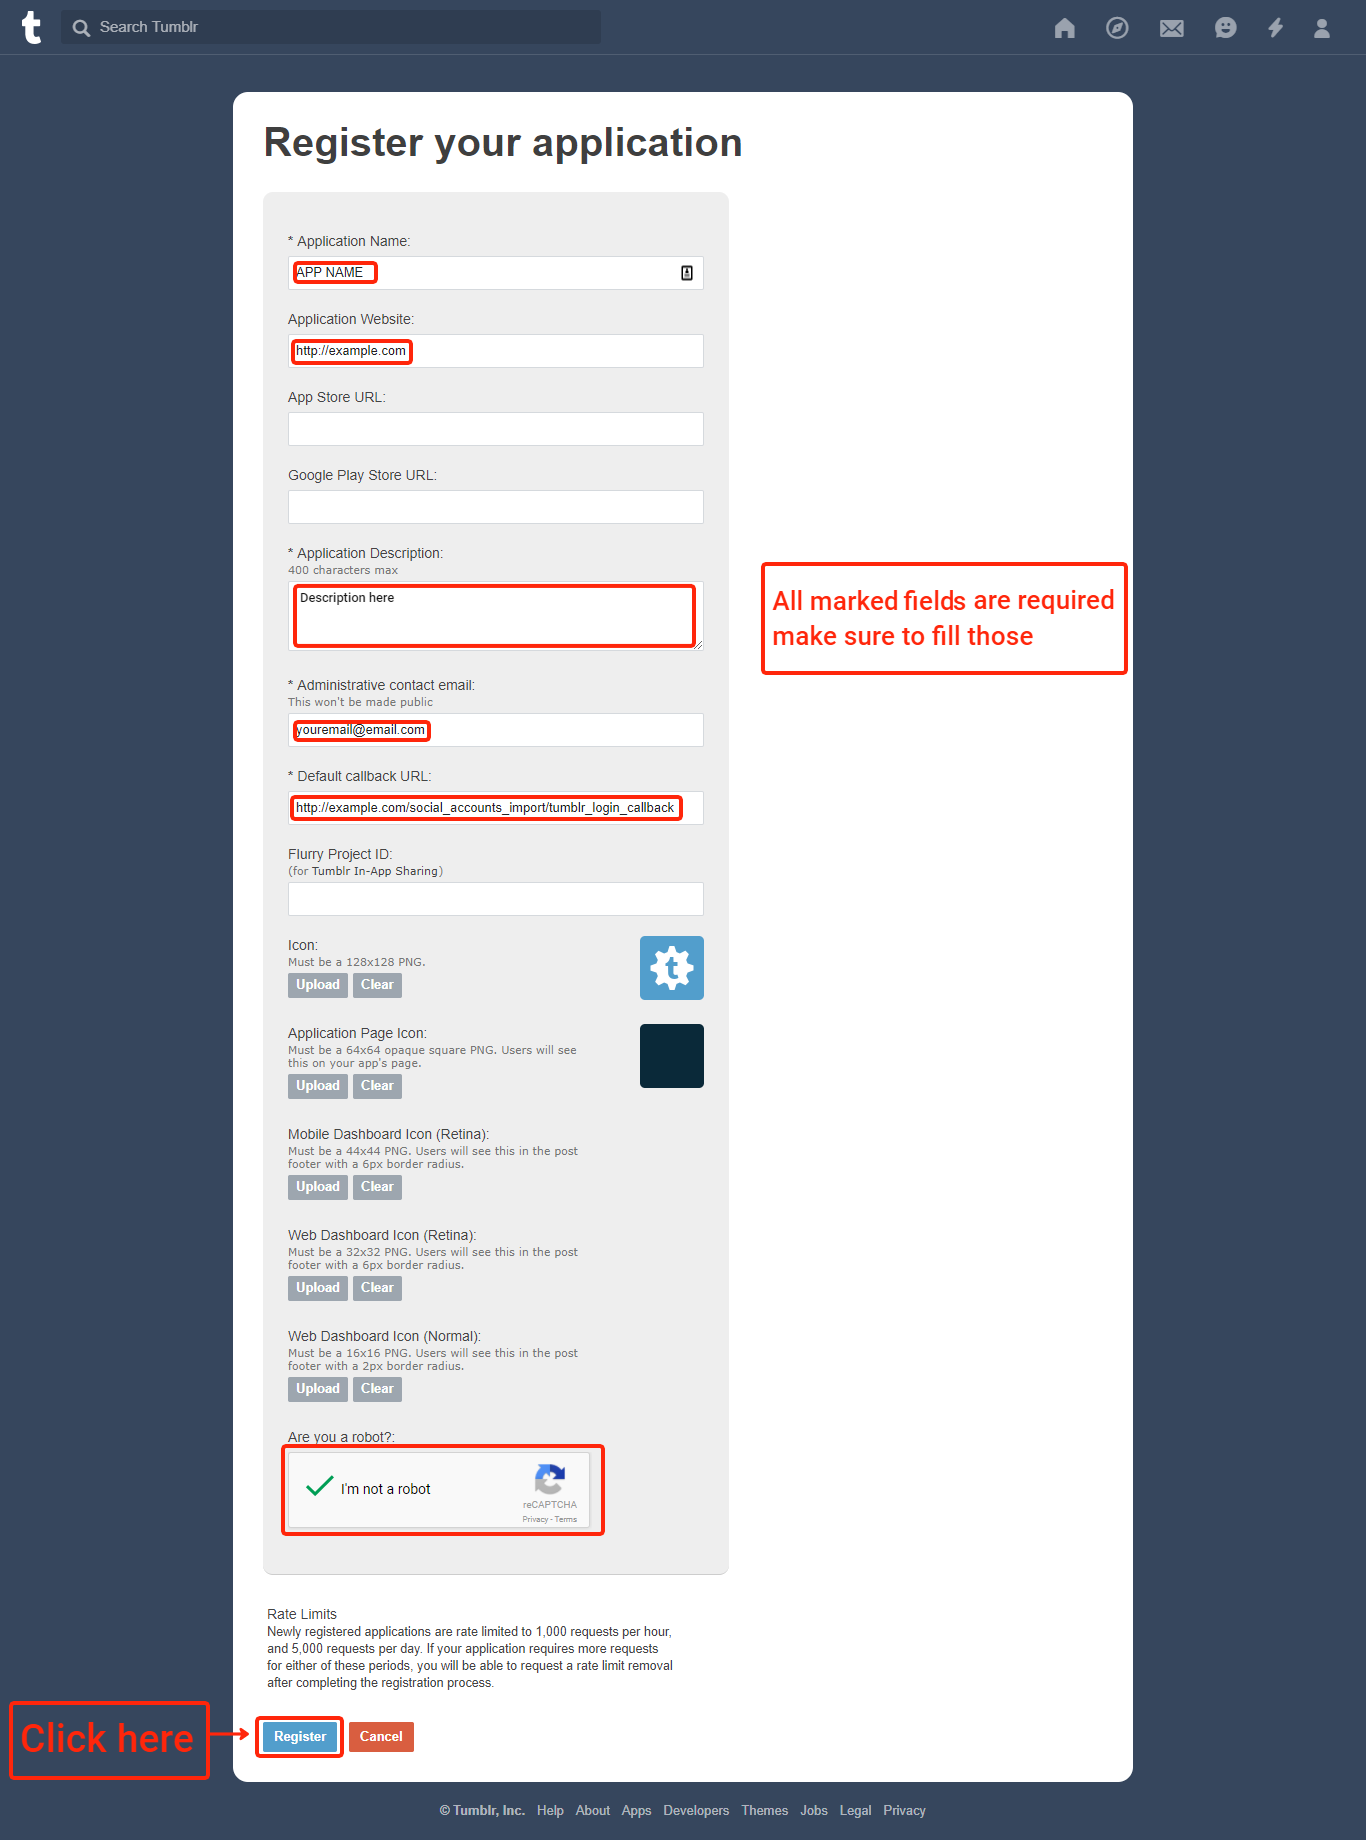 t
Search Tumblr
Register your application
* Application Name:
APP NAME
Application Website:
http://example.com
App Store URL:
Google Play Store URL:
* Application Description:
400 characters max
Description here
All marked fields are required
make sure to fill those
* Administrative contact email:
This won't be made public
youremail@email.com
* Default callback URL:
http://example.com/social_accounts_import/tumblr_login_callback
Flurry Project ID:
(for Tumblr In-App Sharing)
Icon:
Must be a 128x128 PNG.
Upload Clear
t
Application Page Icon:
Must be a 64x64 opaque square PNG. Users will see
this on your app's page.
Upload Clear
Mobile Dashboard Icon (Retina):
Must be a 44x44 PNG. Users will see this in the post
footer with a 6px border radius.
Upload Clear
Web Dashboard Icon (Retina):
Must be a 32x32 PNG. Users will see this in the post
footer with a 6px border radius.
Upload Clear
Web Dashboard Icon (Normal):
Must be a 16x16 PNG. Users will see this in the post
footer with a 2px border radius.
Upload Clear
Are you a robot?:
I'm not a robot
reCAPTCHA
Privacy - Terms
Rate Limits
Newly registered applications are rate limited to 1,000 requests per hour,
and 5,000 requests per day. If your application requires more requests
for either of these periods, you will be able to request a rate limit removal
after completing the registration process.
Click here
Register Cancel
© Tumblr, Inc. Help About Apps Developers Themes Jobs Legal Privacy